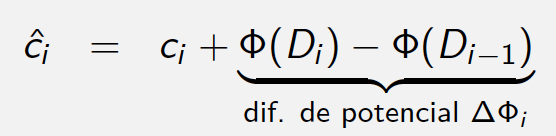 ĉᵢ = cᵢ + Φ(Dᵢ) − Φ(Dᵢ₋₁)
dif. de potencial ΔΦᵢ